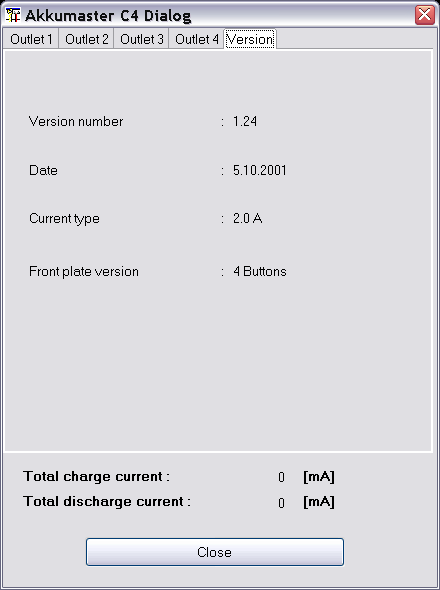 Akkumaster C4 Dialog
Outlet 1 Outlet 2 Outlet 3 Outlet 4 Version
Version number : 1.24
Date : 5.10.2001
Current type : 2.0 A
Front plate version : 4 Buttons
Total charge current : 0 [mA]
Total discharge current : 0 [mA]
Close